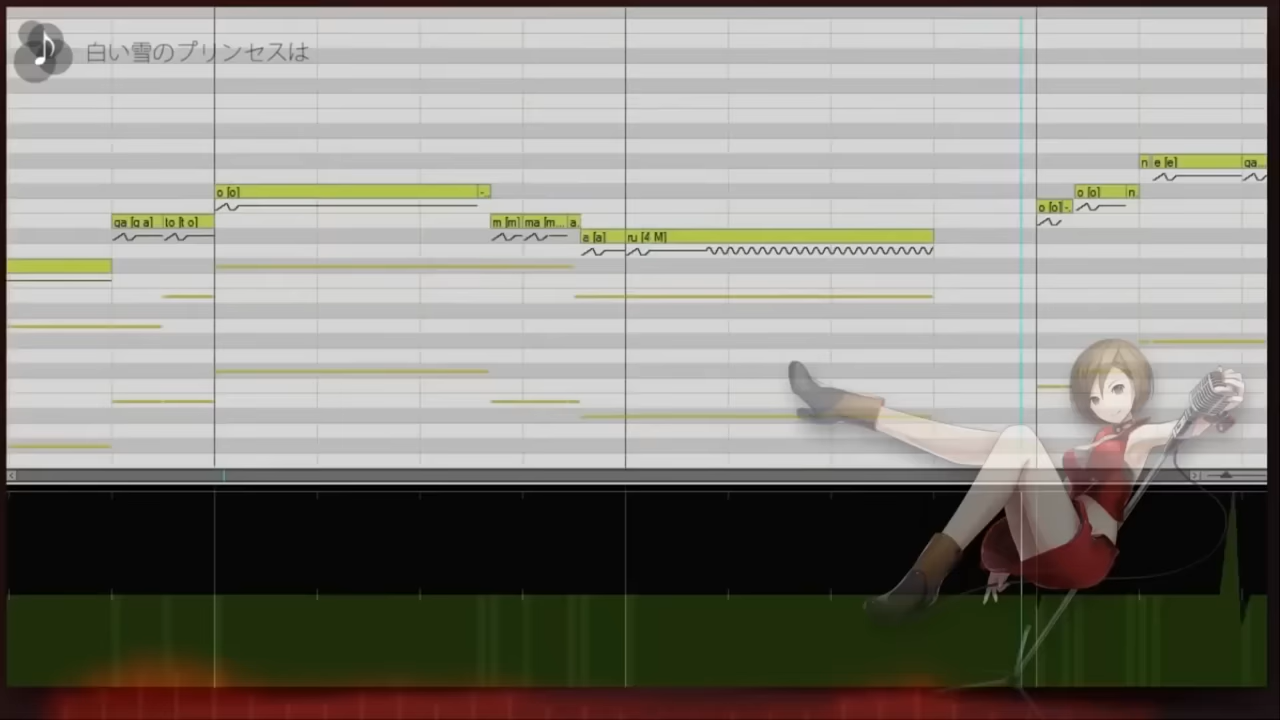 白い雪のプリンセスは
n e [e] ga...
o [o] -.. o [o] n
o [o] -
ga [g a] to [t o] m [m] ma [m... a
a [a] ru [4 M]